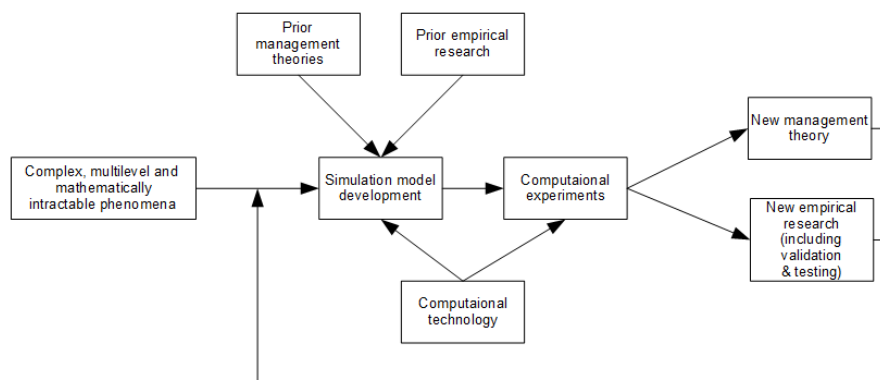 Prior
management
theories
Prior empirical
research
New management
theory
Complex, multilevel and
mathematically
intractable phenomena
Simulation model
development
Computaional
experiments
New empirical
research
(including
validation
& testing)
Computaional
technology